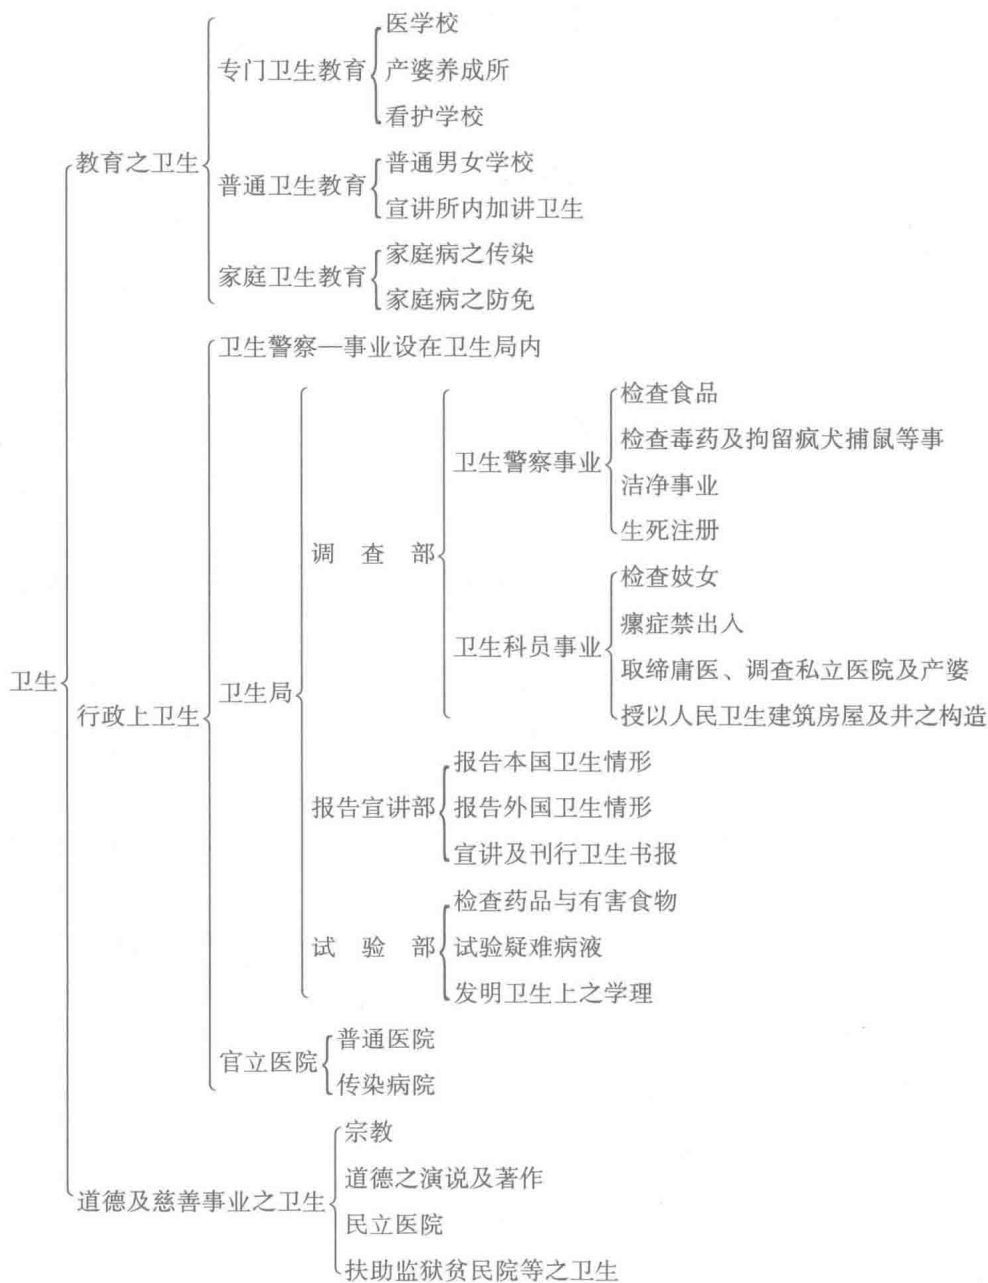 卫生
教育之卫生
专门卫生教育
医学校
产婆养成所
看护学校
普通卫生教育
普通男女学校
宣讲所内加讲卫生
家庭卫生教育
家庭病之传染
家庭病之防免
行政上卫生
卫生警察—事业设在卫生局内
卫生局
调查部
卫生警察事业
检查食品
检查毒药及拘留疯犬捕鼠等事
洁净事业
生死注册
卫生科员事业
检查妓女
瘰症禁出入
取缔庸医、调查私立医院及产婆
授以人民卫生建筑房屋及井之构造
报告宣讲部
报告本国卫生情形
报告外国卫生情形
宣讲及刊行卫生书报
试验部
检查药品与有害食物
试验疑难病液
发明卫生上之学理
官立医院
普通医院
传染病院
道德及慈善事业之卫生
宗教
道德之演说及著作
民立医院
扶助监狱贫民院等之卫生